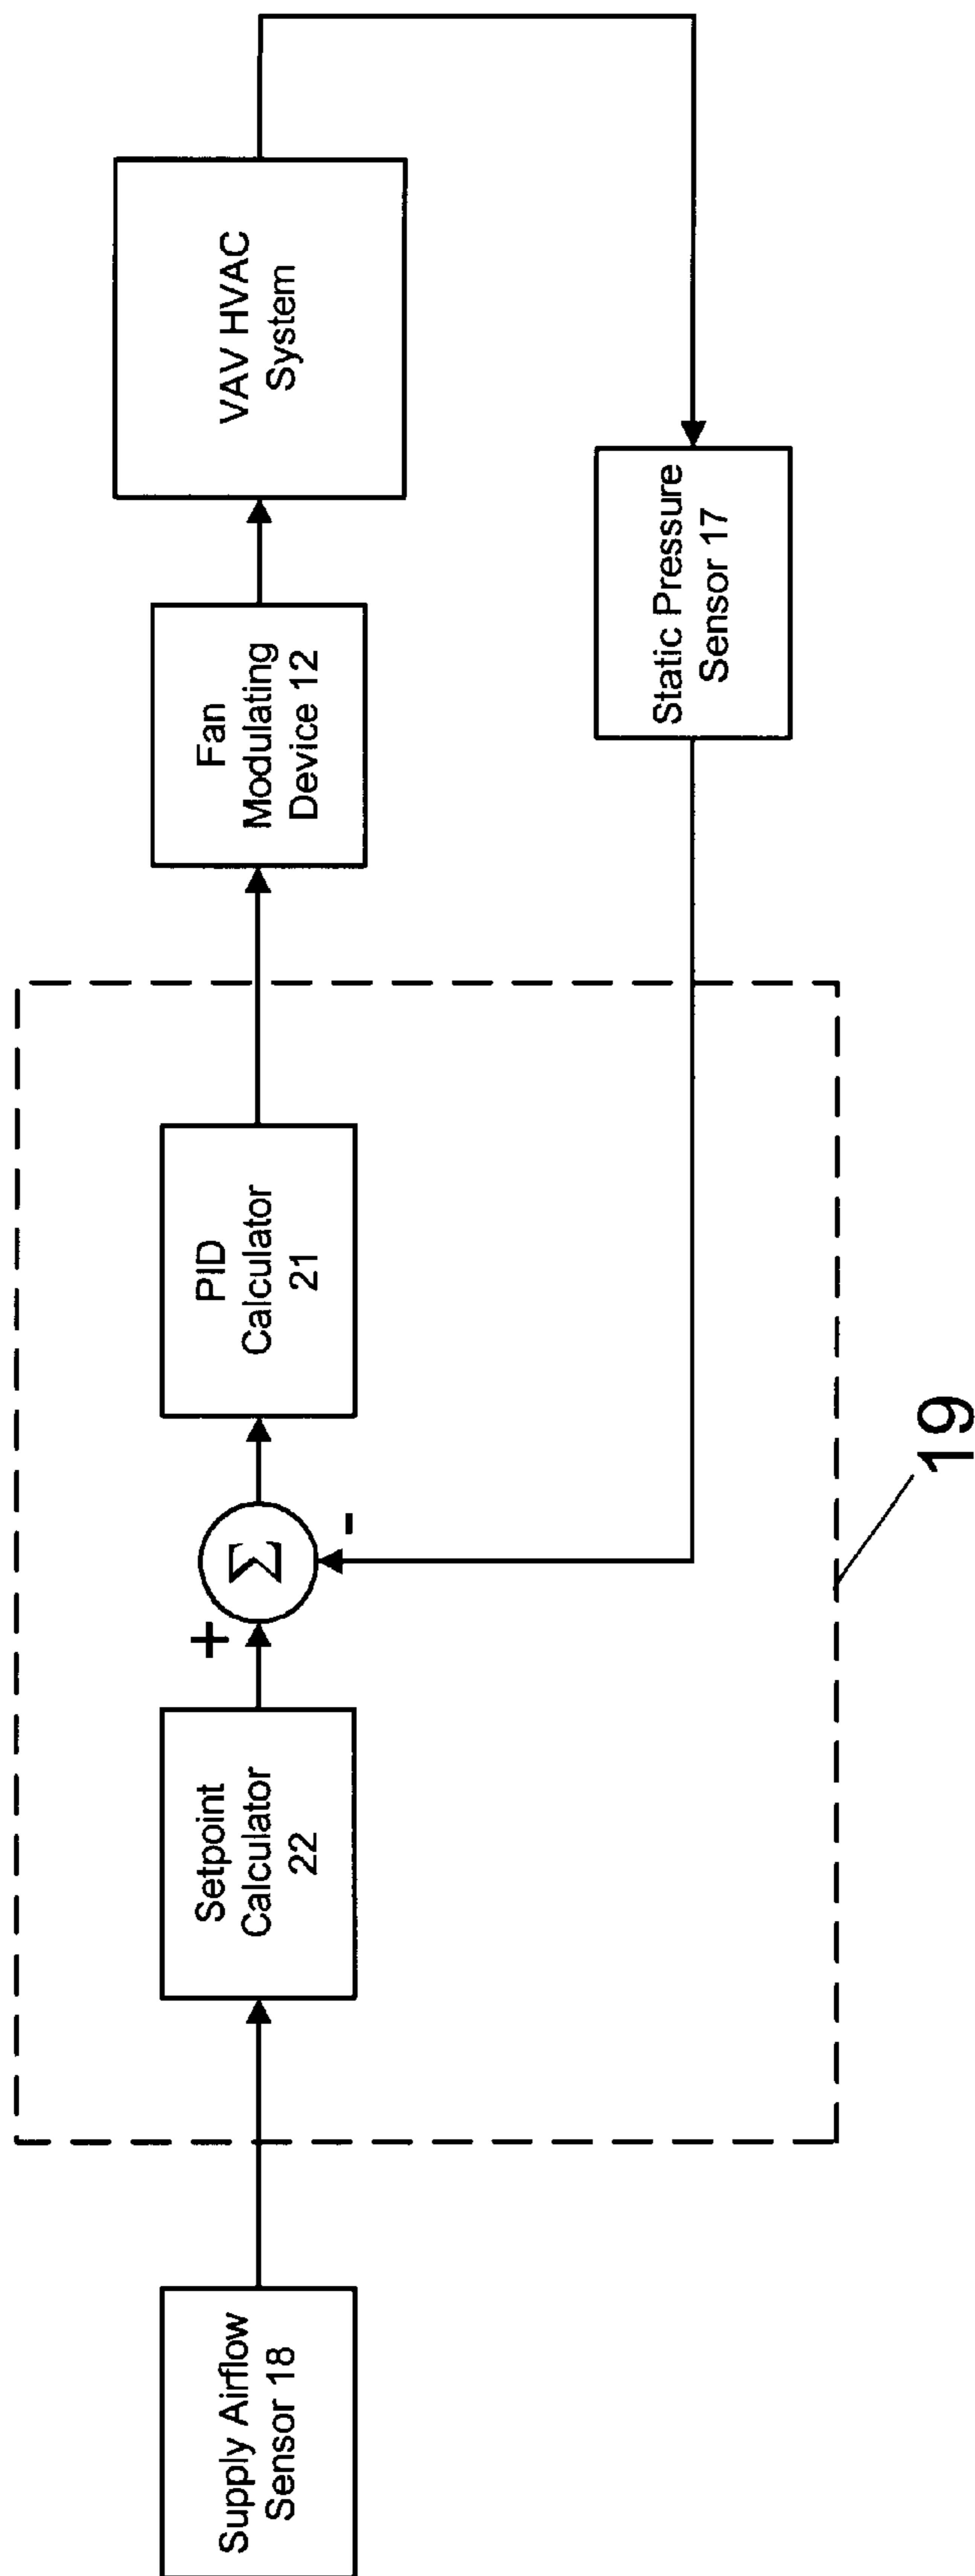 Supply Airflow
Sensor 18
Setpoint
Calculator
22
+
Σ
-
PID
Calculator
21
Fan
Modulating
Device 12
VAV HVAC
System
Static Pressure
Sensor 17
19